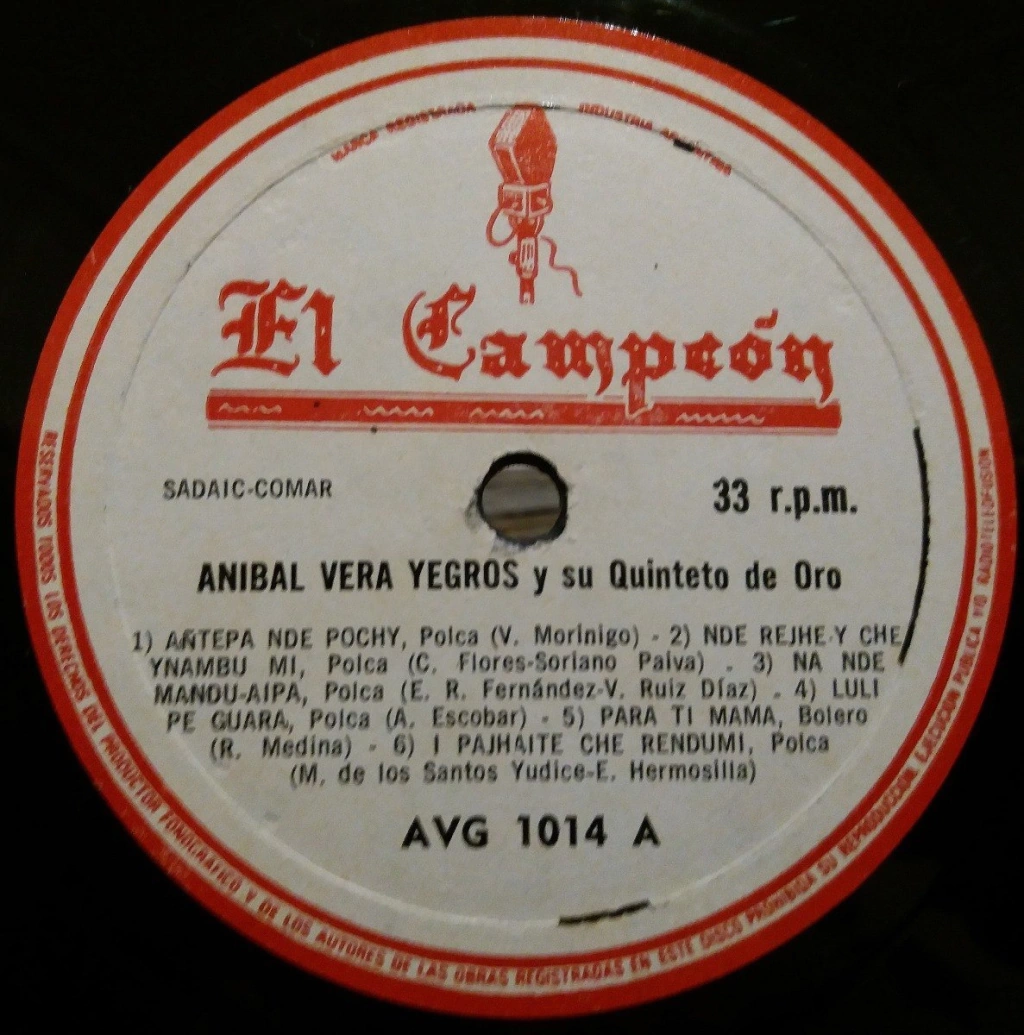 MARCA REGISTRADA INDUSTRIA ARGENTINA
El Campeón
SADAIC-COMAR
33 r.p.m.
ANIBAL VERA YEGROS y su Quinteto de Oro
1) AÑTEPA NDE POCHY, Polca (V. Morinigo) - 2) NDE REJHE-Y CHE
YNAMBU MI, Polca (C. Flores-Soriano Paiva) - 3) NA NDE
MANDU-AIPA, Polca (E. R. Fernández-V. Ruiz Díaz) - 4) LULI
PE GUARA, Polca (A. Escobar) - 5) PARA TI MAMA, Bolero
(R. Medina) - 6) I PAJHAITE CHE RENDUMI, Polca
(M. de los Santos Yudice-E. Hermosilla)
AVG 1014 A
RESERVADOS TODOS LOS DERECHOS DEL PRODUCTOR FONOGRAFICO Y DE LOS AUTORES DE LAS OBRAS REGISTRADAS EN ESTE DISCO PROHIBIDA SU REPRODUCCION, EJECUCION PUBLICA Y/O RADIOTELEDIFUSION